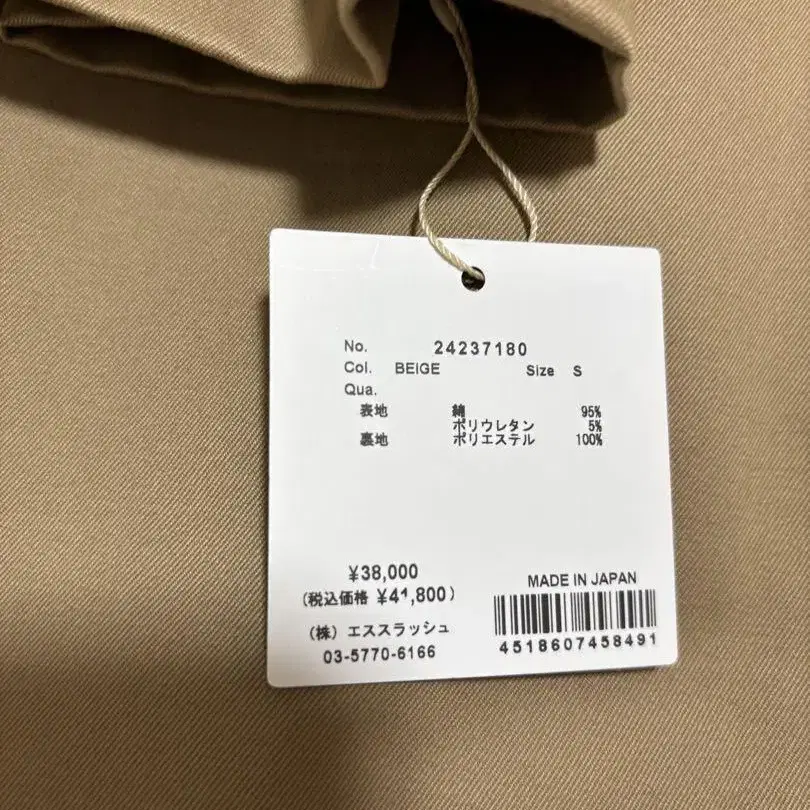 No. 24237180
Col. BEIGE Size S
Qua.
表地 綿 95%
ポリウレタン 5%
裏地 ポリエステル 100%
¥38,000
(税込価格 ¥41,800)
(株) エススラッシュ
03-5770-6166
MADE IN JAPAN
4518607458491